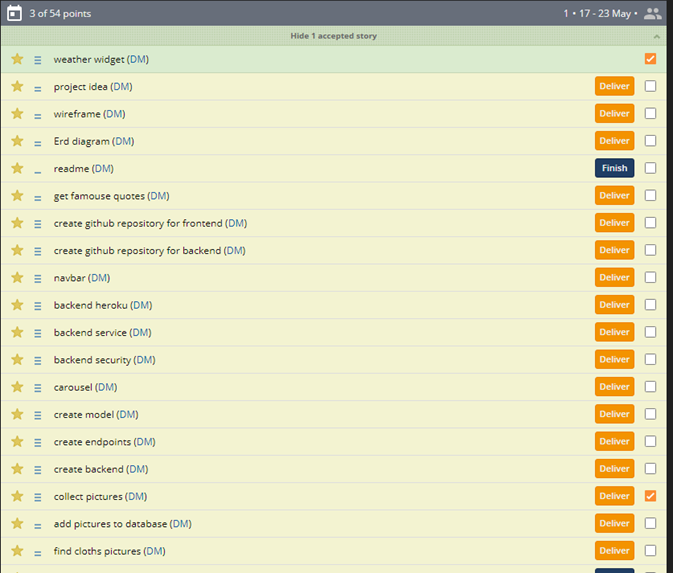 3 of 54 points 1 • 17 - 23 May •
Hide 1 accepted story
weather widget (DM)
project idea (DM) Deliver
wireframe (DM) Deliver
Erd diagram (DM) Deliver
readme (DM) Finish
get famouse quotes (DM) Deliver
create github repository for frontend (DM) Deliver
create github repository for backend (DM) Deliver
navbar (DM) Deliver
backend heroku (DM) Deliver
backend service (DM) Deliver
backend security (DM) Deliver
carousel (DM) Deliver
create model (DM) Deliver
create endpoints (DM) Deliver
create backend (DM) Deliver
collect pictures (DM) Deliver
add pictures to database (DM) Deliver
find cloths pictures (DM) Deliver